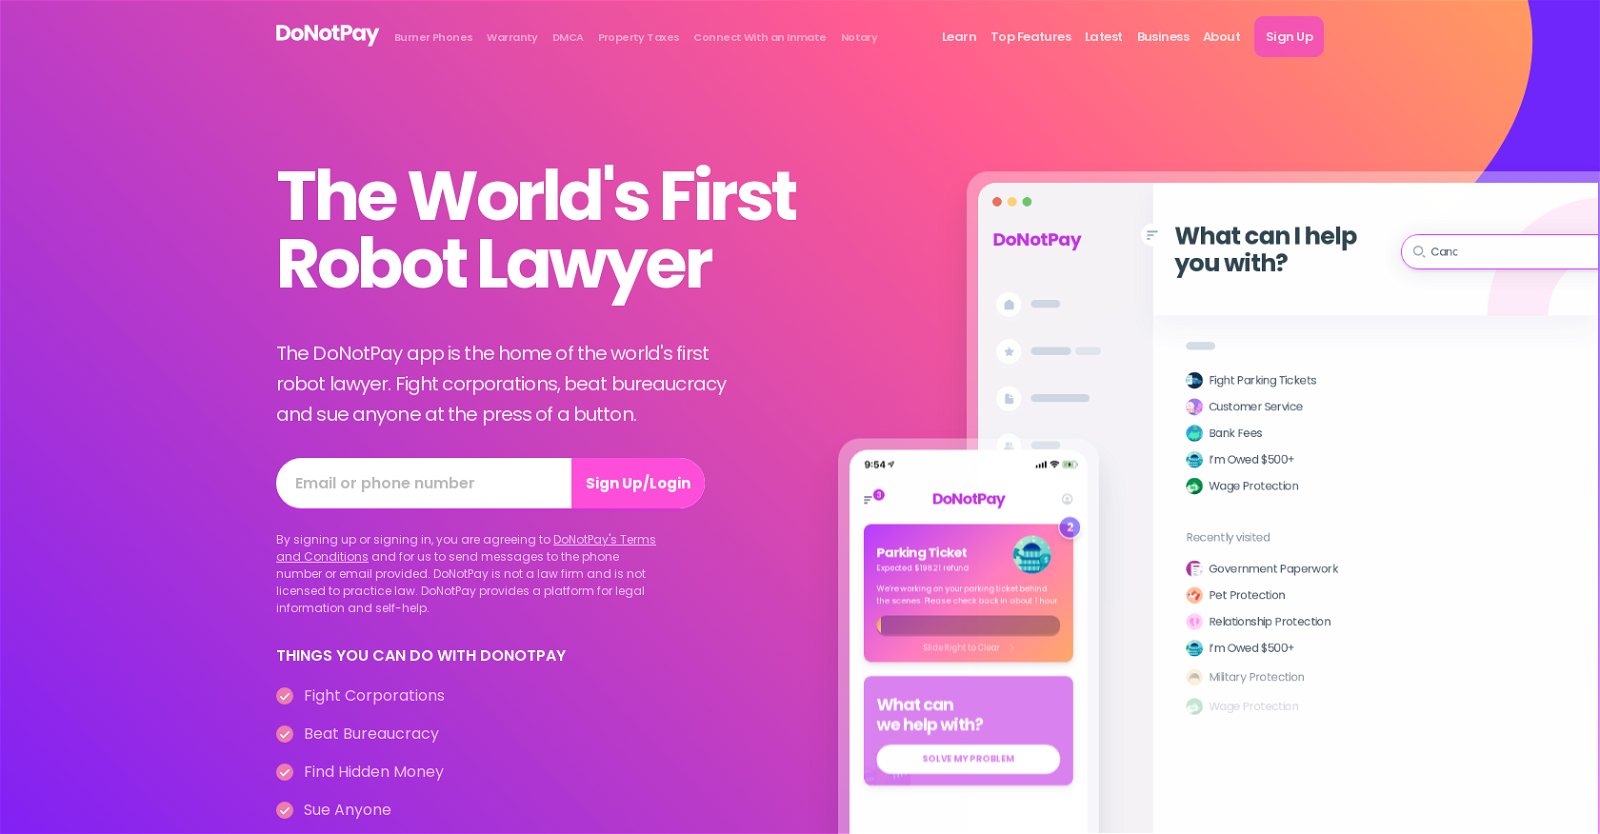 DoNotPay Burner Phones Warranty DMCA Property Taxes Connect With an Inmate Notary Learn Top Features Latest Business About Sign Up
The World's First
Robot Lawyer
The DoNotPay app is the home of the world's first
robot lawyer. Fight corporations, beat bureaucracy
and sue anyone at the press of a button.
Email or phone number Sign Up/Login
By signing up or signing in, you are agreeing to DoNotPay's Terms
and Conditions and for us to send messages to the phone
number or email provided. DoNotPay is not a law firm and is not
licensed to practice law. DoNotPay provides a platform for legal
information and self-help.
THINGS YOU CAN DO WITH DONOTPAY
Fight Corporations
Beat Bureaucracy
Find Hidden Money
Sue Anyone
DoNotPay
What can I help
you with?
Canc
Fight Parking Tickets
Customer Service
Bank Fees
I'm Owed $500+
Wage Protection
Recently visited
Government Paperwork
Pet Protection
Relationship Protection
I'm Owed $500+
Military Protection
Wage Protection
9:54
3
DoNotPay
2
Parking Ticket
Expected $198.21 refund
We're working on your parking ticket behind
the scenes. Please check back in about 1 hour
Slide Right to Clear
What can
we help with?
SOLVE MY PROBLEM